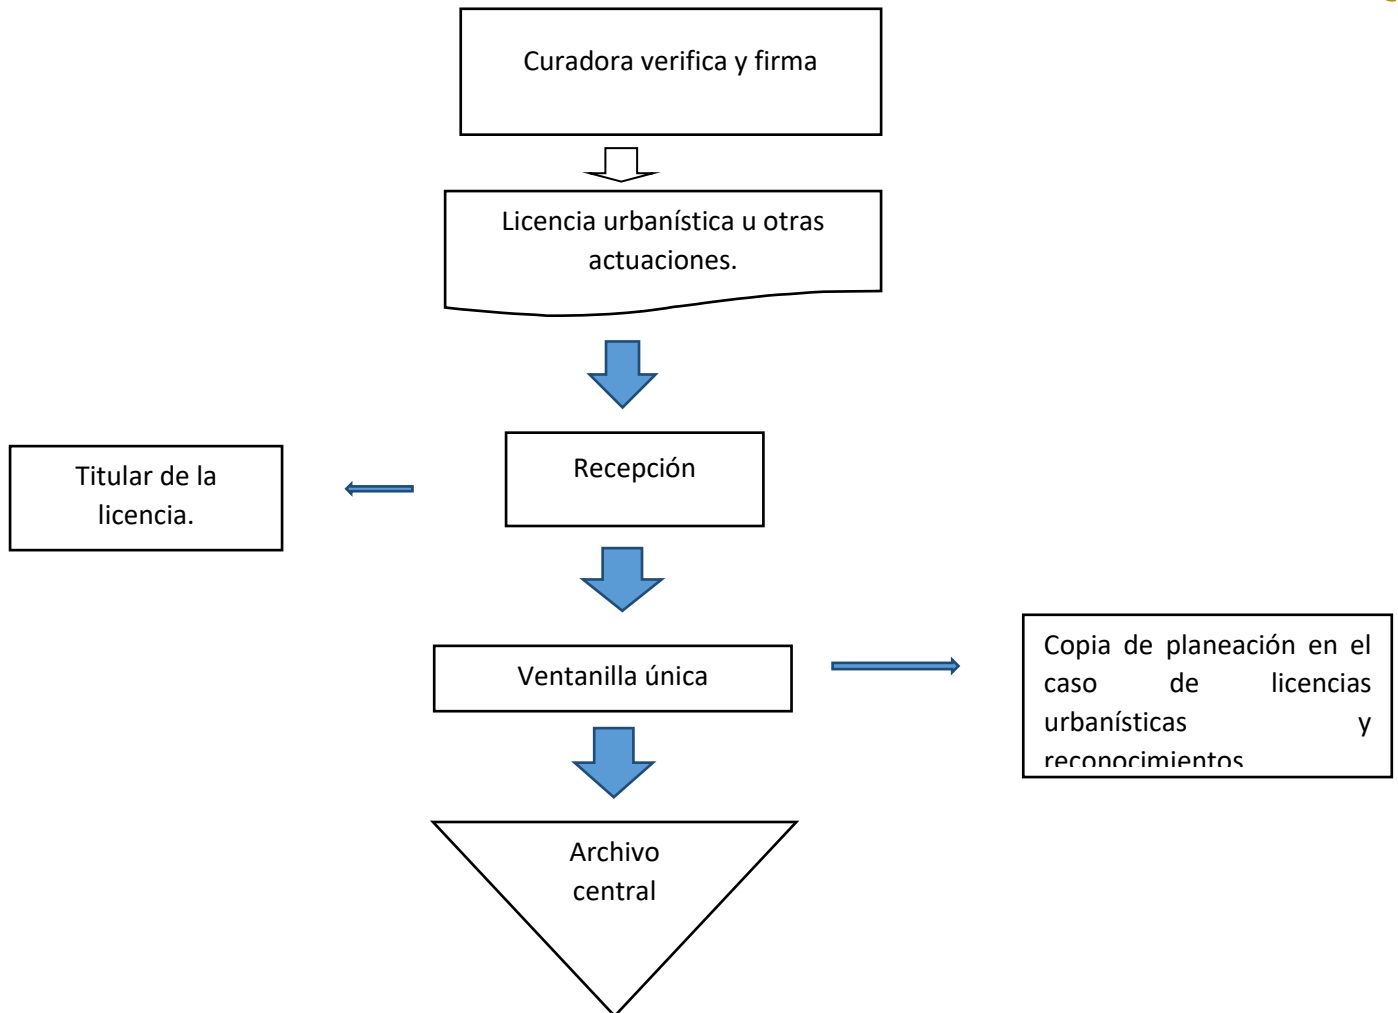 Curadora verifica y firma
Licencia urbanística u otras
actuaciones.
Recepción
Titular de la
licencia.
Ventanilla única
Copia de planeación en el
caso de licencias
urbanísticas y
reconocimientos
Archivo
central